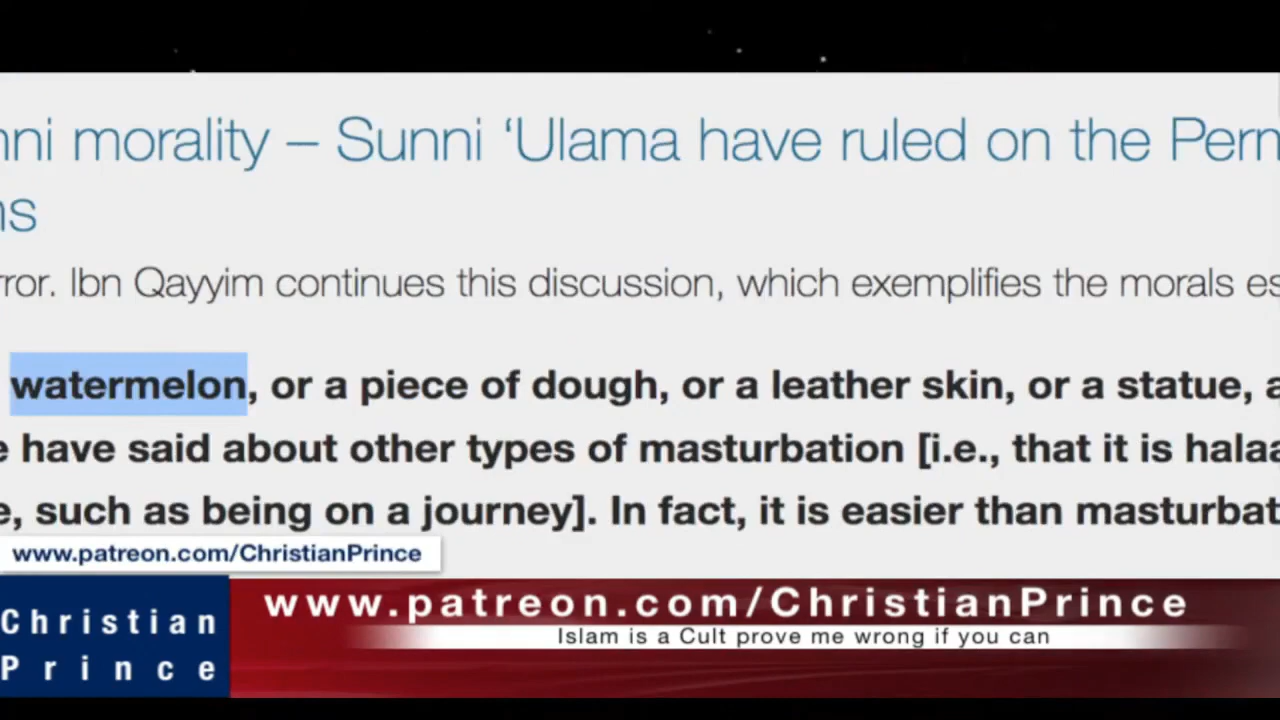 nni morality – Sunni ‘Ulama have ruled on the Perm
ns
rror. Ibn Qayyim continues this discussion, which exemplifies the morals es
watermelon, or a piece of dough, or a leather skin, or a statue, a
e have said about other types of masturbation [i.e., that it is halaa
e, such as being on a journey]. In fact, it is easier than masturbat
www.patreon.com/ChristianPrince
www.patreon.com/ChristianPrince
Islam is a Cult prove me wrong if you can
Christian
Prince